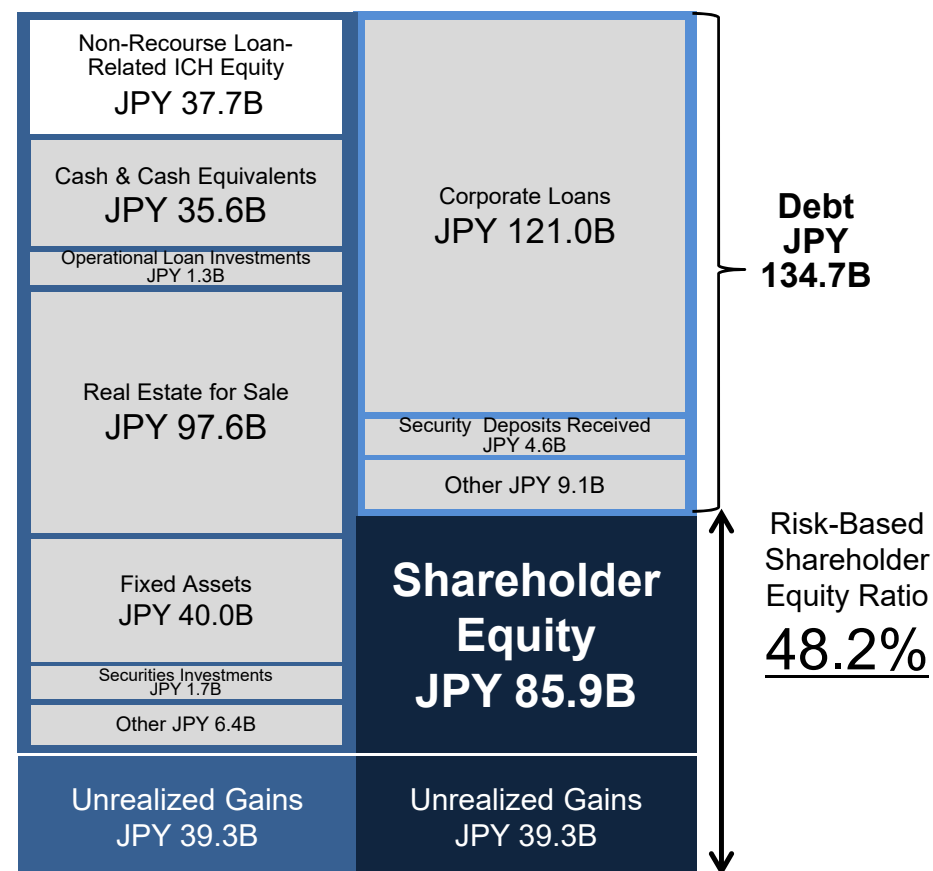 Non-Recourse Loan-
Related ICH Equity
JPY 37.7B
Cash & Cash Equivalents
JPY 35.6B
Operational Loan Investments
JPY 1.3B
Real Estate for Sale
JPY 97.6B
Fixed Assets
JPY 40.0B
Securities Investments
JPY 1.7B
Other JPY 6.4B
Unrealized Gains
JPY 39.3B
Corporate Loans
JPY 121.0B
Security Deposits Received
JPY 4.6B
Other JPY 9.1B
Shareholder
Equity
JPY 85.9B
Unrealized Gains
JPY 39.3B
Debt
JPY
134.7B
Risk-Based
Shareholder
Equity Ratio
48.2%